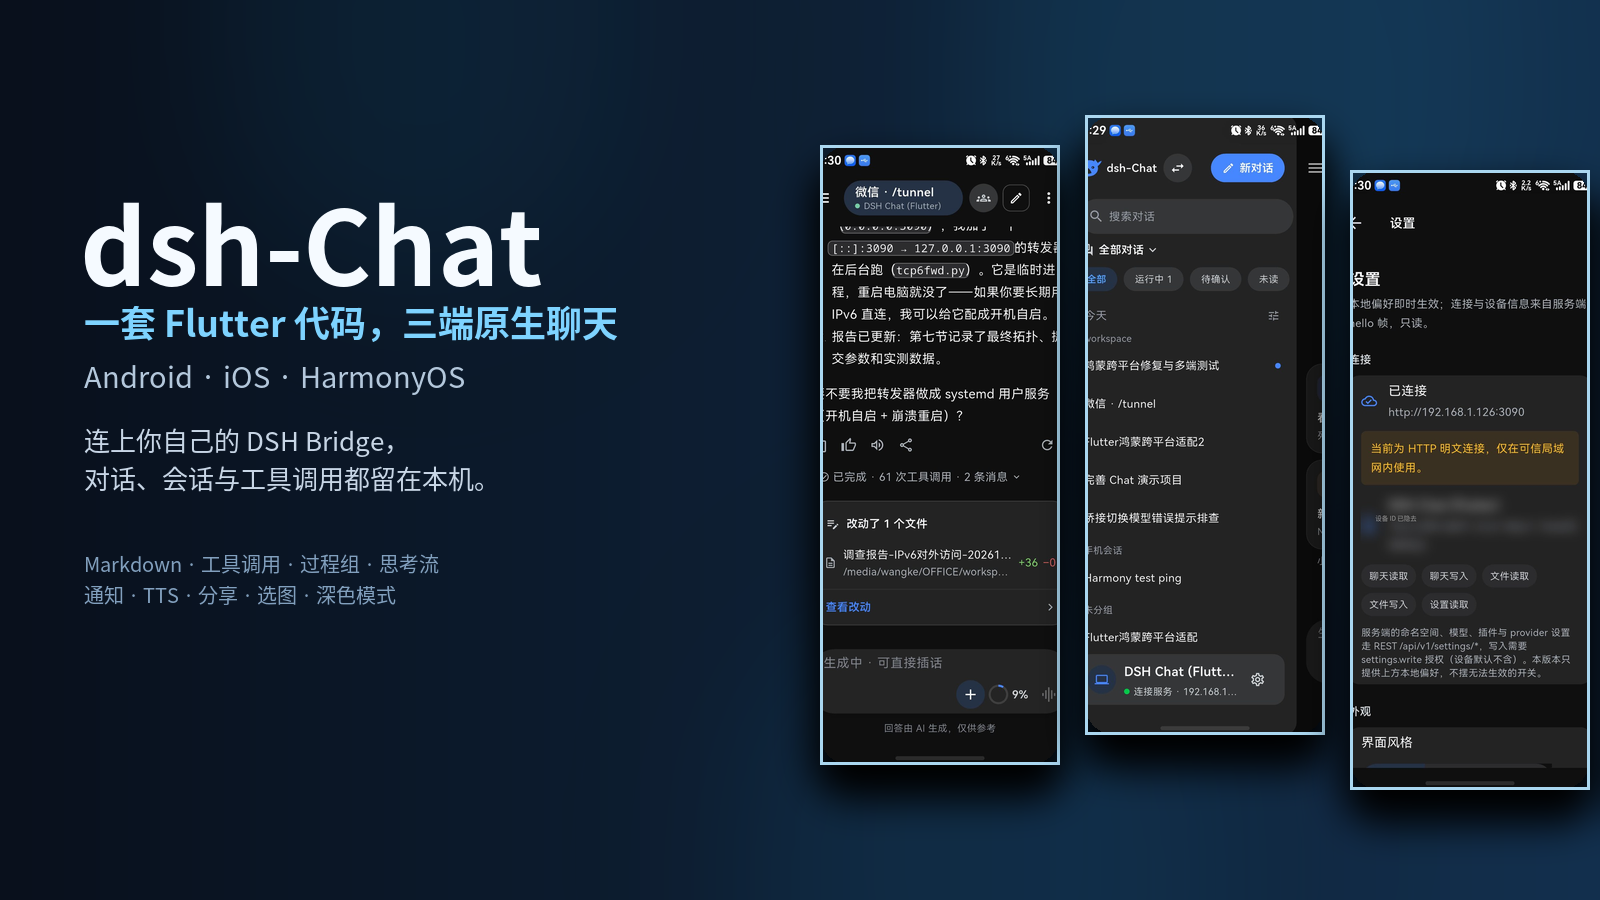 dsh-Chat
一套 Flutter 代码，三端原生聊天
Android · iOS · HarmonyOS
连上你自己的 DSH Bridge，
对话、会话与工具调用都留在本机。
Markdown · 工具调用 · 过程组 · 思考流
通知 · TTS · 分享 · 选图 · 深色模式
:30
微信 · /tunnel
DSH Chat (Flutter)
[::]:3090 → 127.0.0.1:3090 的转发器
在后台跑（tcp6fwd.py）。它是临时进
程，重启电脑就没了——如果你要长期用
IPv6 直连，我可以给它配成开机自启。
报告已更新：第七节记录了最终拓扑、提
交参数和实测数据。
不要我把转发器做成 systemd 用户服务
（开机自启 + 崩溃重启）？
已完成 · 61 次工具调用 · 2 条消息
改动了 1 个文件
调查报告-IPv6对外访问-20261...
+36 -0
/media/wangke/OFFICE/worksp...
查看改动
生成中 · 可直接插话
9%
回答由 AI 生成，仅供参考
:29
dsh-Chat
新对话
搜索对话
全部对话
全部
运行中 1
待确认
未读
今天
workspace
鸿蒙跨平台修复与多端测试
微信 · /tunnel
Flutter鸿蒙跨平台适配2
完善 Chat 演示项目
桥接切换模型错误提示排查
手机会话
Harmony test ping
未分组
Flutter鸿蒙跨平台适配
DSH Chat (Flutt...
连接服务 · 192.168.1...
:30
设置
设置
本地偏好即时生效；连接与设备信息来自服务端
hello 帧，只读。
连接
已连接
http://192.168.1.126:3090
当前为 HTTP 明文连接，仅在可信局域
网内使用。
设备 ID 已隐去
聊天读取
聊天写入
文件读取
文件写入
设置读取
服务端的命名空间、模型、插件与 provider 设置
走 REST /api/v1/settings/*，写入需要
settings.write 授权（设备默认不含）。本版本只
提供上方本地偏好，不摆无法生效的开关。
外观
界面风格